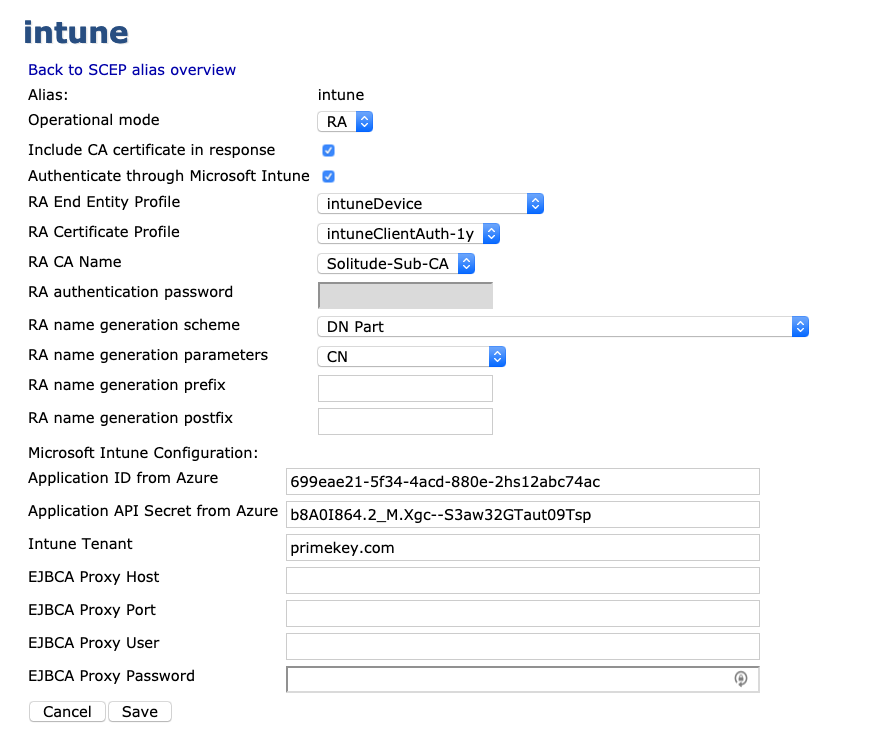 intune
Back to SCEP alias overview
Alias: intune
Operational mode RA
Include CA certificate in response
Authenticate through Microsoft Intune
RA End Entity Profile intuneDevice
RA Certificate Profile intuneClientAuth-1y
RA CA Name Solitude-Sub-CA
RA authentication password
RA name generation scheme DN Part
RA name generation parameters CN
RA name generation prefix
RA name generation postfix
Microsoft Intune Configuration:
Application ID from Azure 699eae21-5f34-4acd-880e-2hs12abc74ac
Application API Secret from Azure b8A0I864.2_M.Xgc--S3aw32GTaut09Tsp
Intune Tenant primekey.com
EJBCA Proxy Host
EJBCA Proxy Port
EJBCA Proxy User
EJBCA Proxy Password
Cancel Save